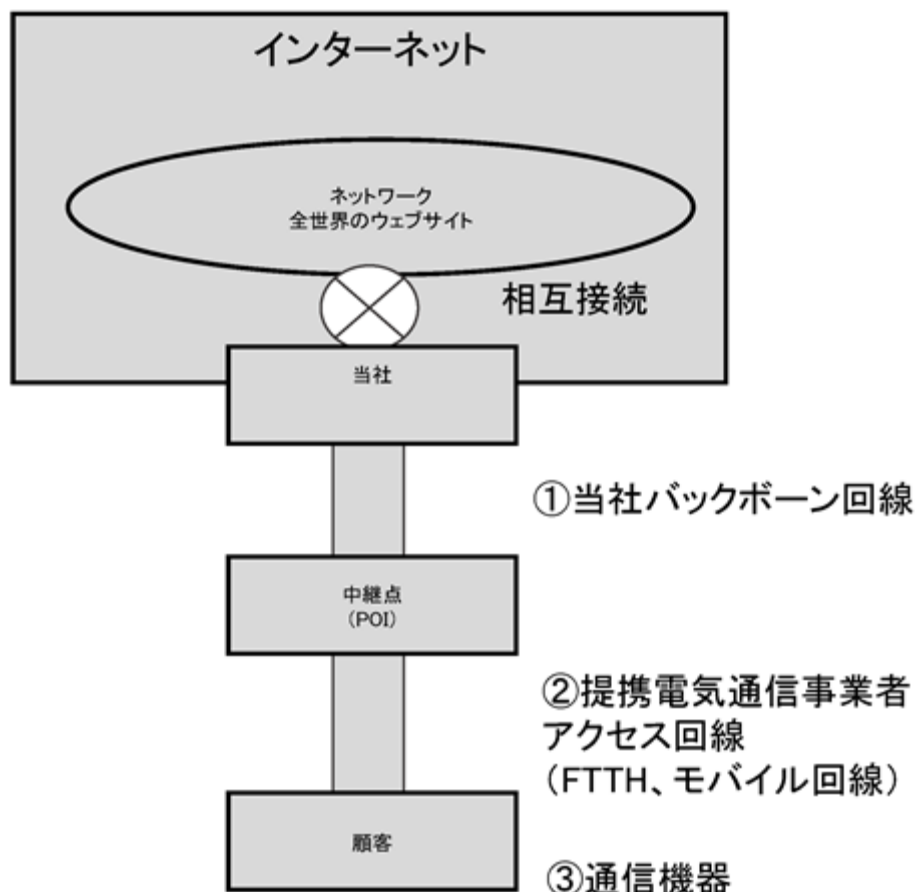 インターネット
ネットワーク
全世界のウェブサイト
相互接続
当社
①当社バックボーン回線
中継点
(POI)
②提携電気通信事業者
アクセス回線
(FTTH、モバイル回線)
顧客
③通信機器